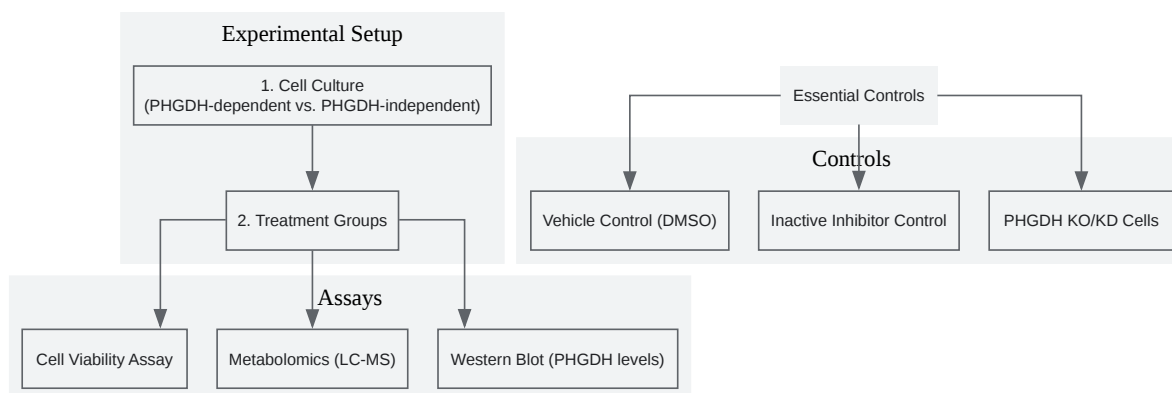 Experimental Setup
1. Cell Culture
(PHGDH-dependent vs. PHGDH-independent)
2. Treatment Groups
Assays
Cell Viability Assay
Metabolomics (LC-MS)
Western Blot (PHGDH levels)
Essential Controls
Controls
Vehicle Control (DMSO)
Inactive Inhibitor Control
PHGDH KO/KD Cells